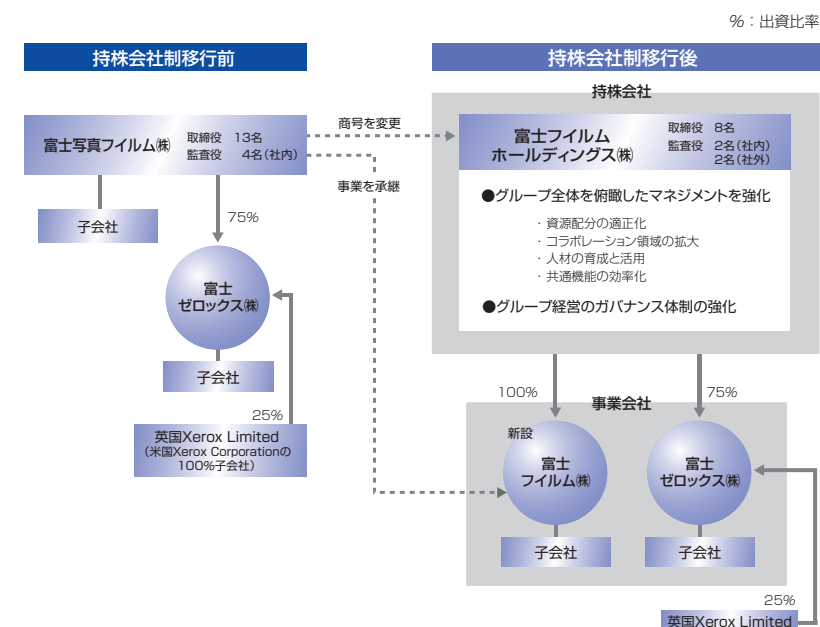 ％：出資比率
持株会社制移行前
富士写真フイルム㈱
取締役 13名
監査役 4名（社内）
子会社
75%
富士
ゼロックス㈱
子会社
25%
英国Xerox Limited
（米国Xerox Corporationの
100%子会社）
商号を変更
事業を承継
持株会社制移行後
持株会社
富士フイルム
ホールディングス㈱
取締役 8名
監査役 2名（社内）
2名（社外）
●グループ全体を俯瞰したマネジメントを強化
・資源配分の適正化
・コラボレーション領域の拡大
・人材の育成と活用
・共通機能の効率化
●グループ経営のガバナンス体制の強化
100%
75%
事業会社
新設
富士
フイルム㈱
子会社
富士
ゼロックス㈱
子会社
25%
英国Xerox Limited